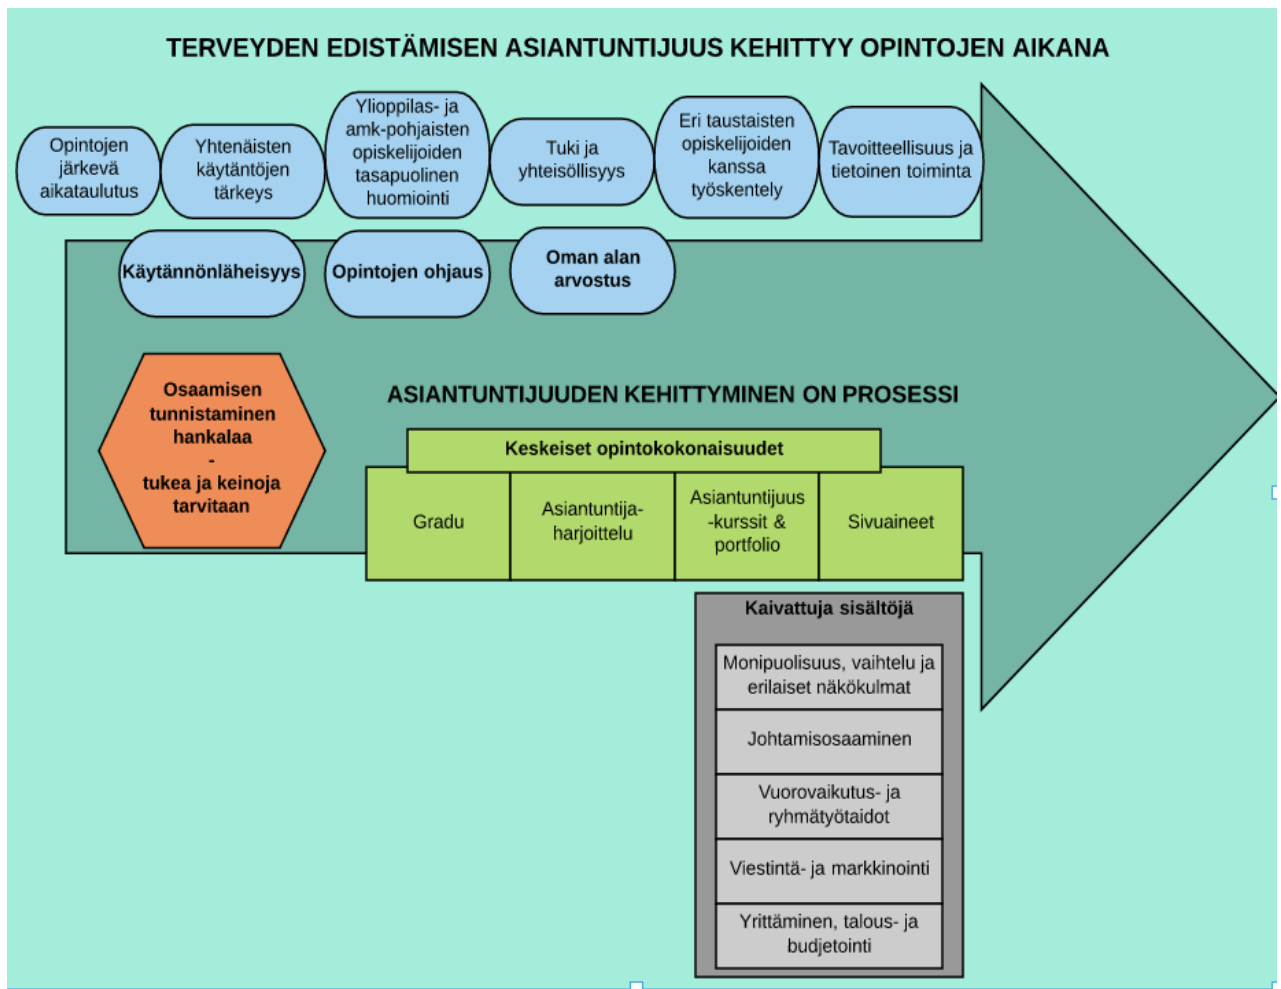 TERVEYDEN EDISTÄMISEN ASIANTUNTIJUUS KEHITTYY OPINTOJEN AIKANA
Opintojen
järkevä
aikataulutus
Yhtenäisten
käytäntöjen
tärkeys
Ylioppilas- ja
amk-pohjaisten
opiskelijoiden
tasapuolinen
huomiointi
Tuki ja
yhteisöllisyys
Eri taustaisten
opiskelijoiden
kanssa
työskentely
Tavoitteellisuus ja
tietoinen toiminta
Käytännönläheisyys
Opintojen ohjaus
Oman alan
arvostus
Osaamisen
tunnistaminen
hankalaa
-
tukea ja keinoja
tarvitaan
ASIANTUNTIJUUDEN KEHITTYMINEN ON PROSESSI
Keskeiset opintokokonaisuudet
Gradu
Asiantuntija-
harjoittelu
Asiantuntijuus
-kurssit &
portfolio
Sivuaineet
Kaivattuja sisältöjä
Monipuolisuus, vaihtelu ja
erilaiset näkökulmat
Johtamisosaaminen
Vuorovaikutus- ja
ryhmätyötaidot
Viestintä- ja markkinointi
Yrittäminen, talous- ja
budjetointi